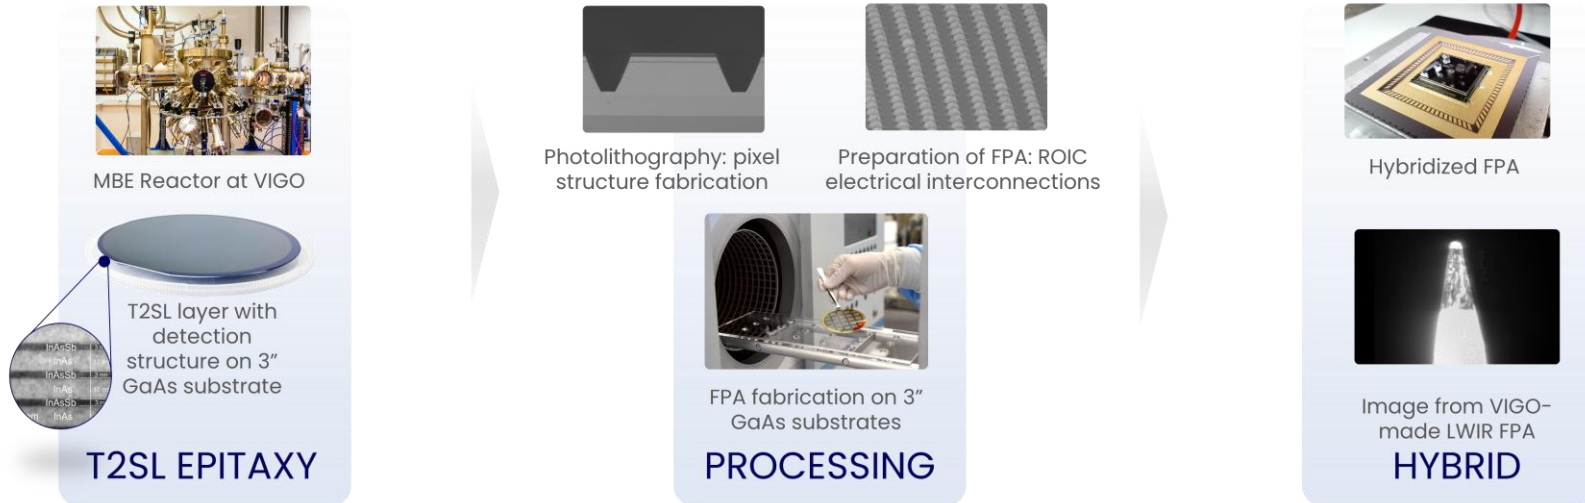 MBE Reactor at VIGO
T2SL layer with
detection
structure on 3”
GaAs substrate
InAsSb
InAs
InAsSb
3 nm
InAs
InAsSb
InAs
T2SL EPITAXY
Photolithography: pixel
structure fabrication
Preparation of FPA: ROIC
electrical interconnections
FPA fabrication on 3”
GaAs substrates
PROCESSING
Hybridized FPA
Image from VIGO-
made LWIR FPA
HYBRID